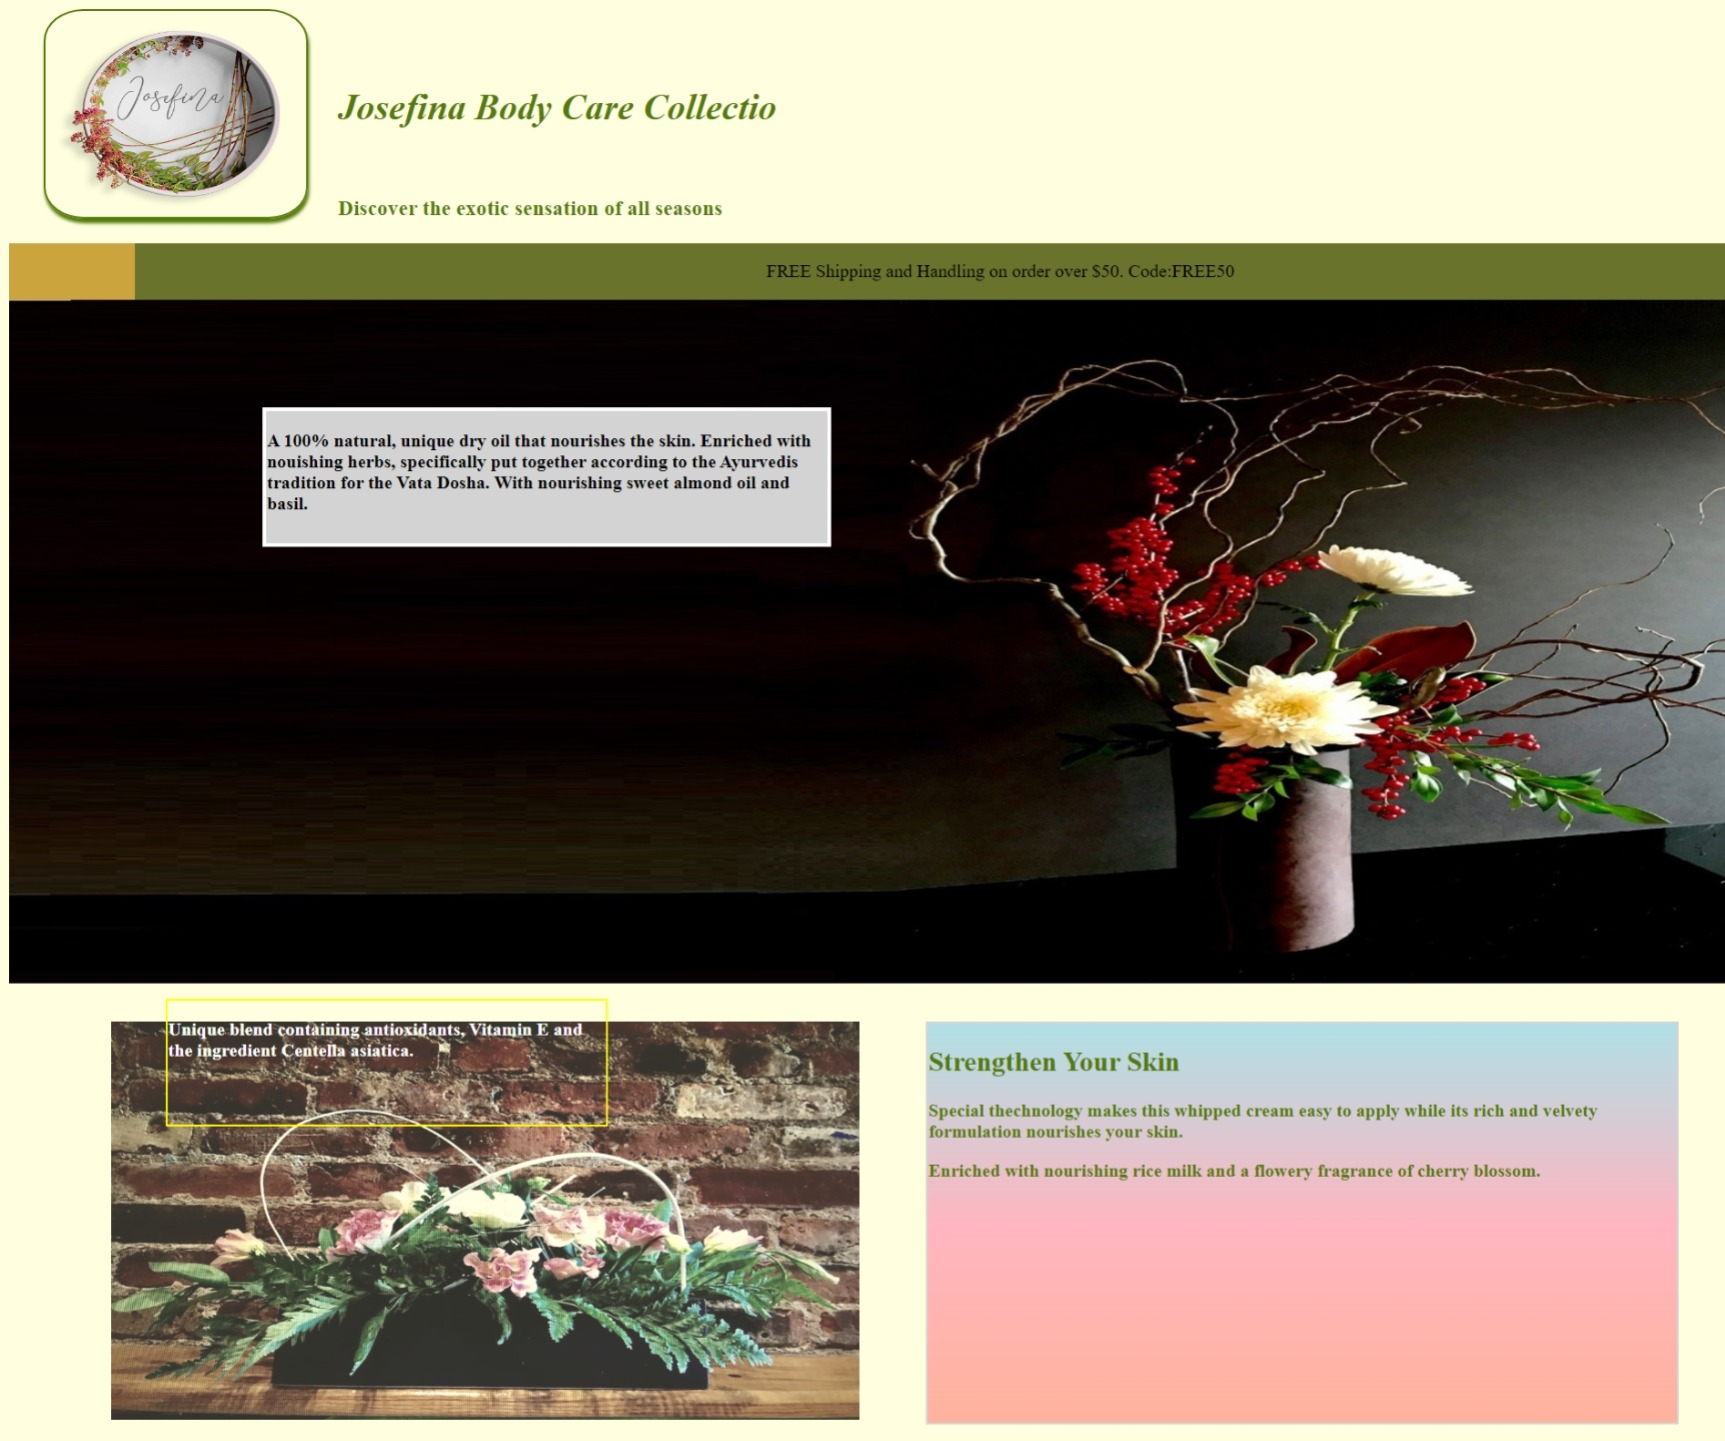 Josefina
Josefina Body Care Collectio
Discover the exotic sensation of all seasons
FREE Shipping and Handling on order over $50. Code:FREE50
A 100% natural, unique dry oil that nourishes the skin. Enriched with
nouishing herbs, specifically put together according to the Ayurvedis
tradition for the Vata Dosha. With nourishing sweet almond oil and
basil.
Unique blend containing antioxidants, Vitamin E and
the ingredient Centella asiatica.
Strengthen Your Skin
Special thechnology makes this whipped cream easy to apply while its rich and velvety
formulation nourishes your skin.
Enriched with nourishing rice milk and a flowery fragrance of cherry blossom.